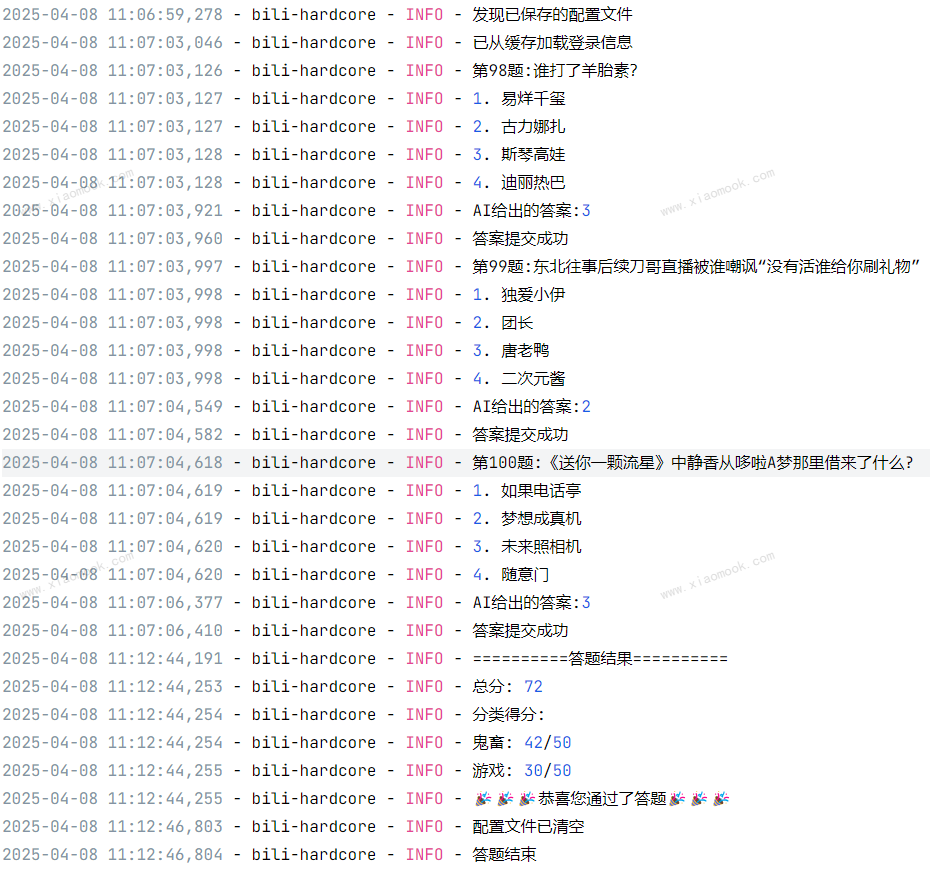 2025-04-08 11:06:59,278 - bili-hardcore - INFO - 发现已保存的配置文件
2025-04-08 11:07:03,046 - bili-hardcore - INFO - 已从缓存加载登录信息
2025-04-08 11:07:03,126 - bili-hardcore - INFO - 第98题:谁打了羊胎素?
2025-04-08 11:07:03,127 - bili-hardcore - INFO - 1. 易烊千玺
2025-04-08 11:07:03,127 - bili-hardcore - INFO - 2. 古力娜扎
2025-04-08 11:07:03,128 - bili-hardcore - INFO - 3. 斯琴高娃
2025-04-08 11:07:03,128 - bili-hardcore - INFO - 4. 迪丽热巴
www.xiaomook.com
www.xiaomook.com
2025-04-08 11:07:03,921 - bili-hardcore - INFO - AI给出的答案:3
2025-04-08 11:07:03,960 - bili-hardcore - INFO - 答案提交成功
2025-04-08 11:07:03,997 - bili-hardcore - INFO - 第99题:东北往事后续刀哥直播被谁嘲讽“没有活谁给你刷礼物”
2025-04-08 11:07:03,998 - bili-hardcore - INFO - 1. 独爱小伊
2025-04-08 11:07:03,998 - bili-hardcore - INFO - 2. 团长
2025-04-08 11:07:03,998 - bili-hardcore - INFO - 3. 唐老鸭
2025-04-08 11:07:03,998 - bili-hardcore - INFO - 4. 二次元酱
2025-04-08 11:07:04,549 - bili-hardcore - INFO - AI给出的答案:2
2025-04-08 11:07:04,582 - bili-hardcore - INFO - 答案提交成功
2025-04-08 11:07:04,618 - bili-hardcore - INFO - 第100题:《送你一颗流星》中静香从哆啦A梦那里借来了什么?
2025-04-08 11:07:04,619 - bili-hardcore - INFO - 1. 如果电话亭
2025-04-08 11:07:04,619 - bili-hardcore - INFO - 2. 梦想成真机
2025-04-08 11:07:04,620 - bili-hardcore - INFO - 3. 未来照相机
2025-04-08 11:07:04,620 - bili-hardcore - INFO - 4. 随意门
www.xiaomook.com
www.xiaomook.com
2025-04-08 11:07:06,377 - bili-hardcore - INFO - AI给出的答案:3
2025-04-08 11:07:06,410 - bili-hardcore - INFO - 答案提交成功
2025-04-08 11:12:44,191 - bili-hardcore - INFO - ==========答题结果==========
2025-04-08 11:12:44,253 - bili-hardcore - INFO - 总分: 72
2025-04-08 11:12:44,254 - bili-hardcore - INFO - 分类得分:
2025-04-08 11:12:44,254 - bili-hardcore - INFO - 鬼畜: 42/50
2025-04-08 11:12:44,255 - bili-hardcore - INFO - 游戏: 30/50
2025-04-08 11:12:44,255 - bili-hardcore - INFO - 🎉🎉🎉恭喜您通过了答题🎉🎉🎉
2025-04-08 11:12:46,803 - bili-hardcore - INFO - 配置文件已清空
2025-04-08 11:12:46,804 - bili-hardcore - INFO - 答题结束